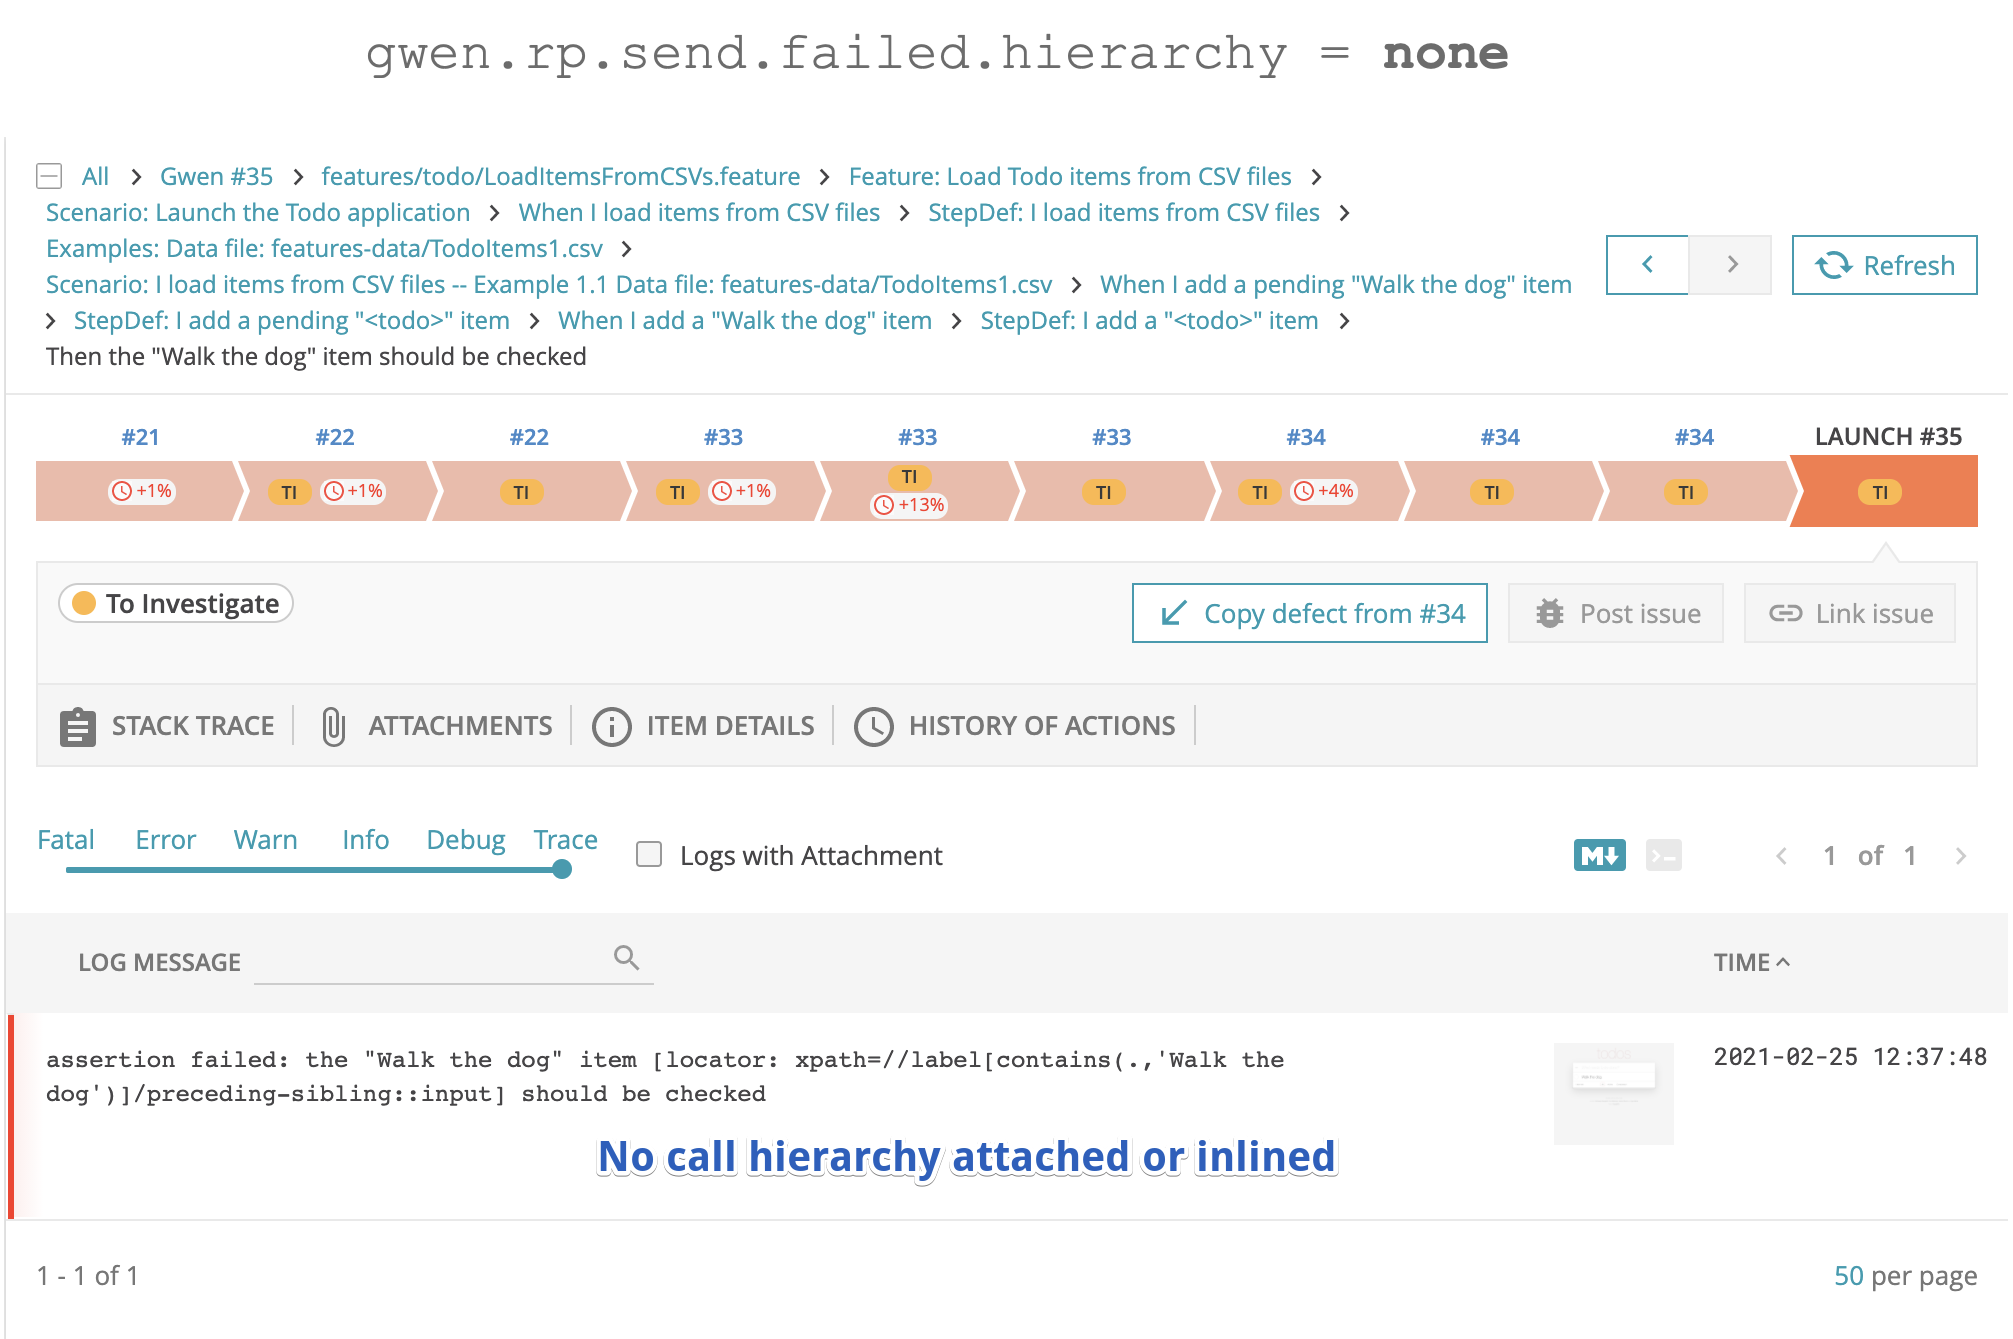 gwen.rp.send.failed.hierarchy = none
All > Gwen #35 > features/todo/LoadItemsFromCSVs.feature > Feature: Load Todo items from CSV files >
Scenario: Launch the Todo application > When I load items from CSV files > StepDef: I load items from CSV files >
Examples: Data file: features-data/TodoItems1.csv >
Scenario: I load items from CSV files -- Example 1.1 Data file: features-data/TodoItems1.csv > When I add a pending "Walk the dog" item
> StepDef: I add a pending "<todo>" item > When I add a "Walk the dog" item > StepDef: I add a "<todo>" item >
Then the "Walk the dog" item should be checked
Refresh
#21 #22 #22 #33 #33 #33 #34 #34 #34 LAUNCH #35
+1% TI +1% TI TI +1% TI +13% TI TI +4% TI TI TI
To Investigate
Copy defect from #34 Post issue Link issue
STACK TRACE ATTACHMENTS ITEM DETAILS HISTORY OF ACTIONS
Fatal Error Warn Info Debug Trace
Logs with Attachment
M 1 of 1
LOG MESSAGE TIME
assertion failed: the "Walk the dog" item [locator: xpath=//label[contains(.,'Walk the
dog')]/preceding-sibling::input] should be checked
2021-02-25 12:37:48
No call hierarchy attached or inlined
1 - 1 of 1
50 per page